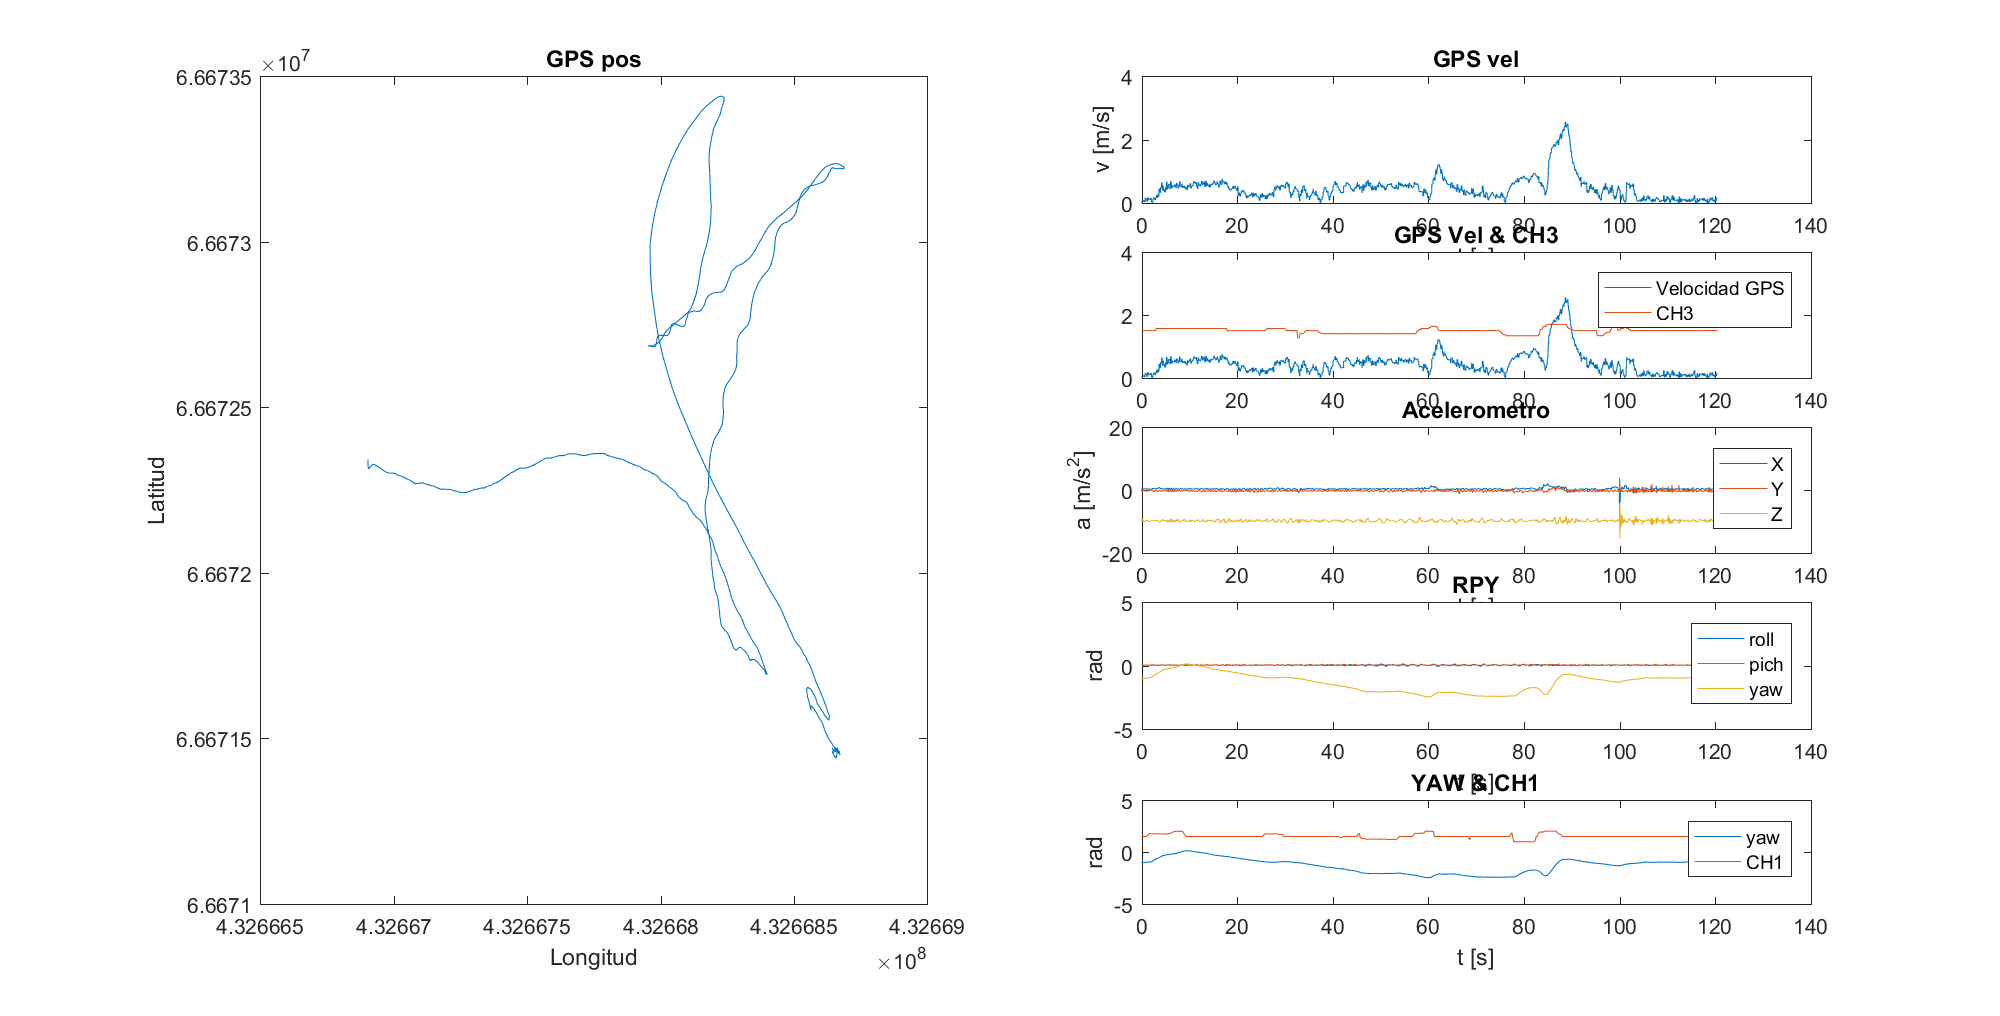 GPS pos
×10^7
6.66735
6.6673
6.66725
6.6672
6.66715
6.6671
Latitud
4.326665
4.32667
4.326675
4.32668
4.326685
4.32669
Longitud
×10^8
GPS vel
4
2
0
v [m/s]
0 20 40 60 80 100 120 140
t [s]
GPS Vel & CH3
4
2
0
Velocidad GPS
CH3
0 20 40 60 80 100 120 140
Acelerometro
20
0
-20
a [m/s^2]
X
Y
Z
0 20 40 60 80 100 120 140
t [s]
RPY
5
0
-5
rad
roll
pich
yaw
0 20 40 60 80 100 120 140
t [s]
YAW & CH1
5
0
-5
rad
yaw
CH1
0 20 40 60 80 100 120 140
t [s]